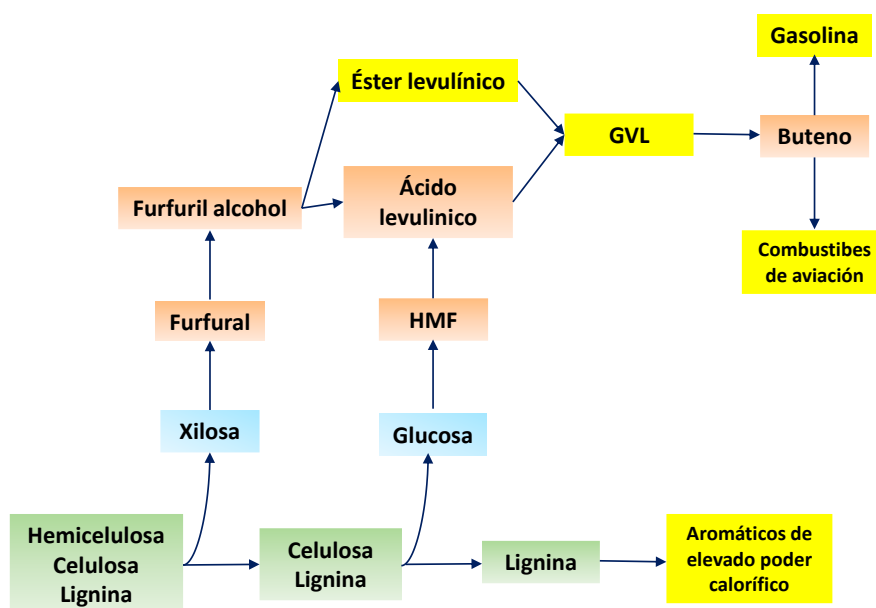 Gasolina
Éster levulínico
GVL
Buteno
Furfuril alcohol
Ácido
levulinico
Combustibes
de aviación
Furfural
HMF
Xilosa
Glucosa
Hemicelulosa
Celulosa
Lignina
Celulosa
Lignina
Lignina
Aromáticos de
elevado poder
calorífico